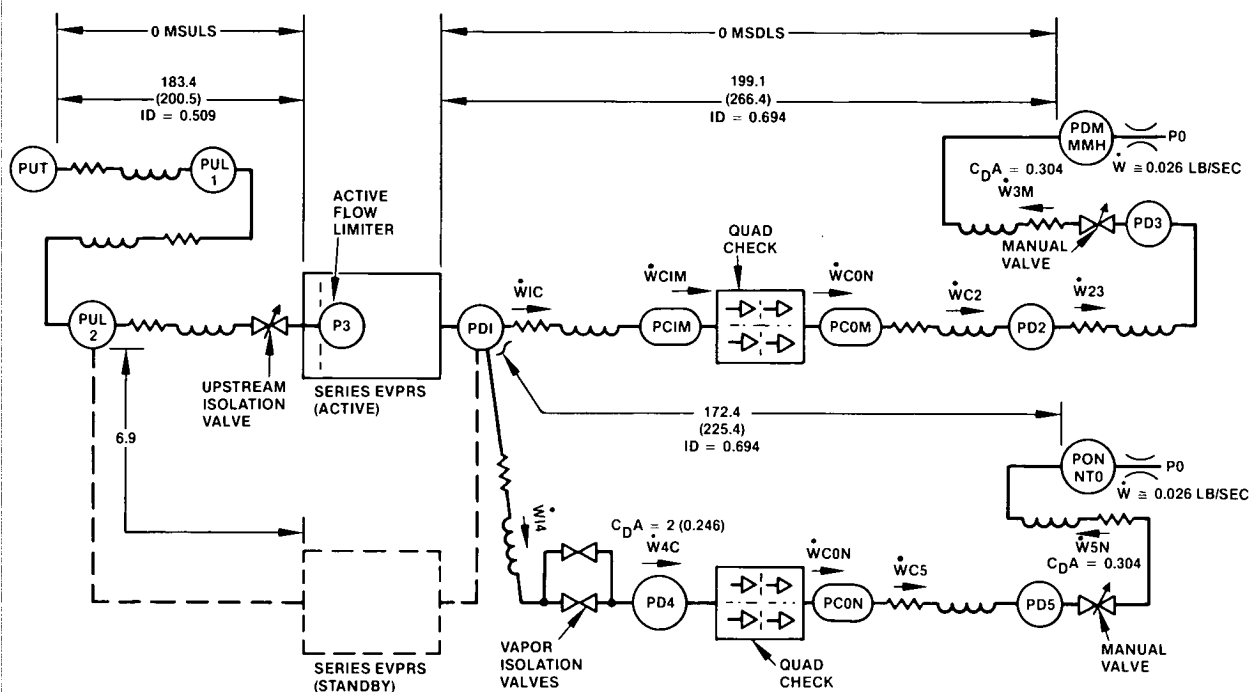 0 MSULS
0 MSDLS
183.4
(200.5)
ID = 0.509
199.1
(266.4)
ID = 0.694
PUT
PUL
1
ACTIVE
FLOW
LIMITER
PDM
MMH
P0
Ẇ ≅ 0.026 LB/SEC
CDA = 0.304
Ẇ3M
MANUAL
VALVE
PD3
QUAD
CHECK
PUL
2
P3
PDI
ẆIC
ẆCIM
PCIM
ẆC0N
PC0M
ẆC2
PD2
Ẇ23
UPSTREAM
ISOLATION
VALVE
SERIES EVPRS
(ACTIVE)
6.9
172.4
(225.4)
ID = 0.694
PON
NT0
P0
Ẇ ≅ 0.026 LB/SEC
ẆI4
CDA = 2 (0.246)
Ẇ4C
PD4
ẆC0N
PC0N
ẆC5
PD5
Ẇ5N
CDA = 0.304
SERIES EVPRS
(STANDBY)
VAPOR
ISOLATION
VALVES
QUAD
CHECK
MANUAL
VALVE